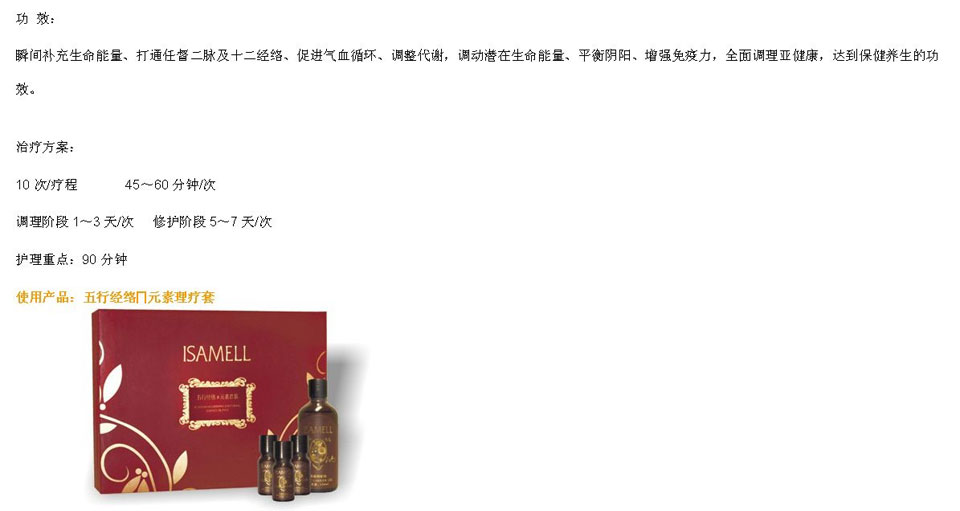 功 效：
瞬间补充生命能量、打通任督二脉及十二经络、促进气血循环、调整代谢，调动潜在生命能量、平衡阴阳、增强免疫力，全面调理亚健康，达到保健养生的功
效。
治疗方案：
10 次/疗程 45～60 分钟/次
调理阶段 1～3 天/次 修护阶段 5～7 天/次
护理重点：90 分钟
使用产品：五行经络冂元素理疗套
ISAMELL
ISAMELL